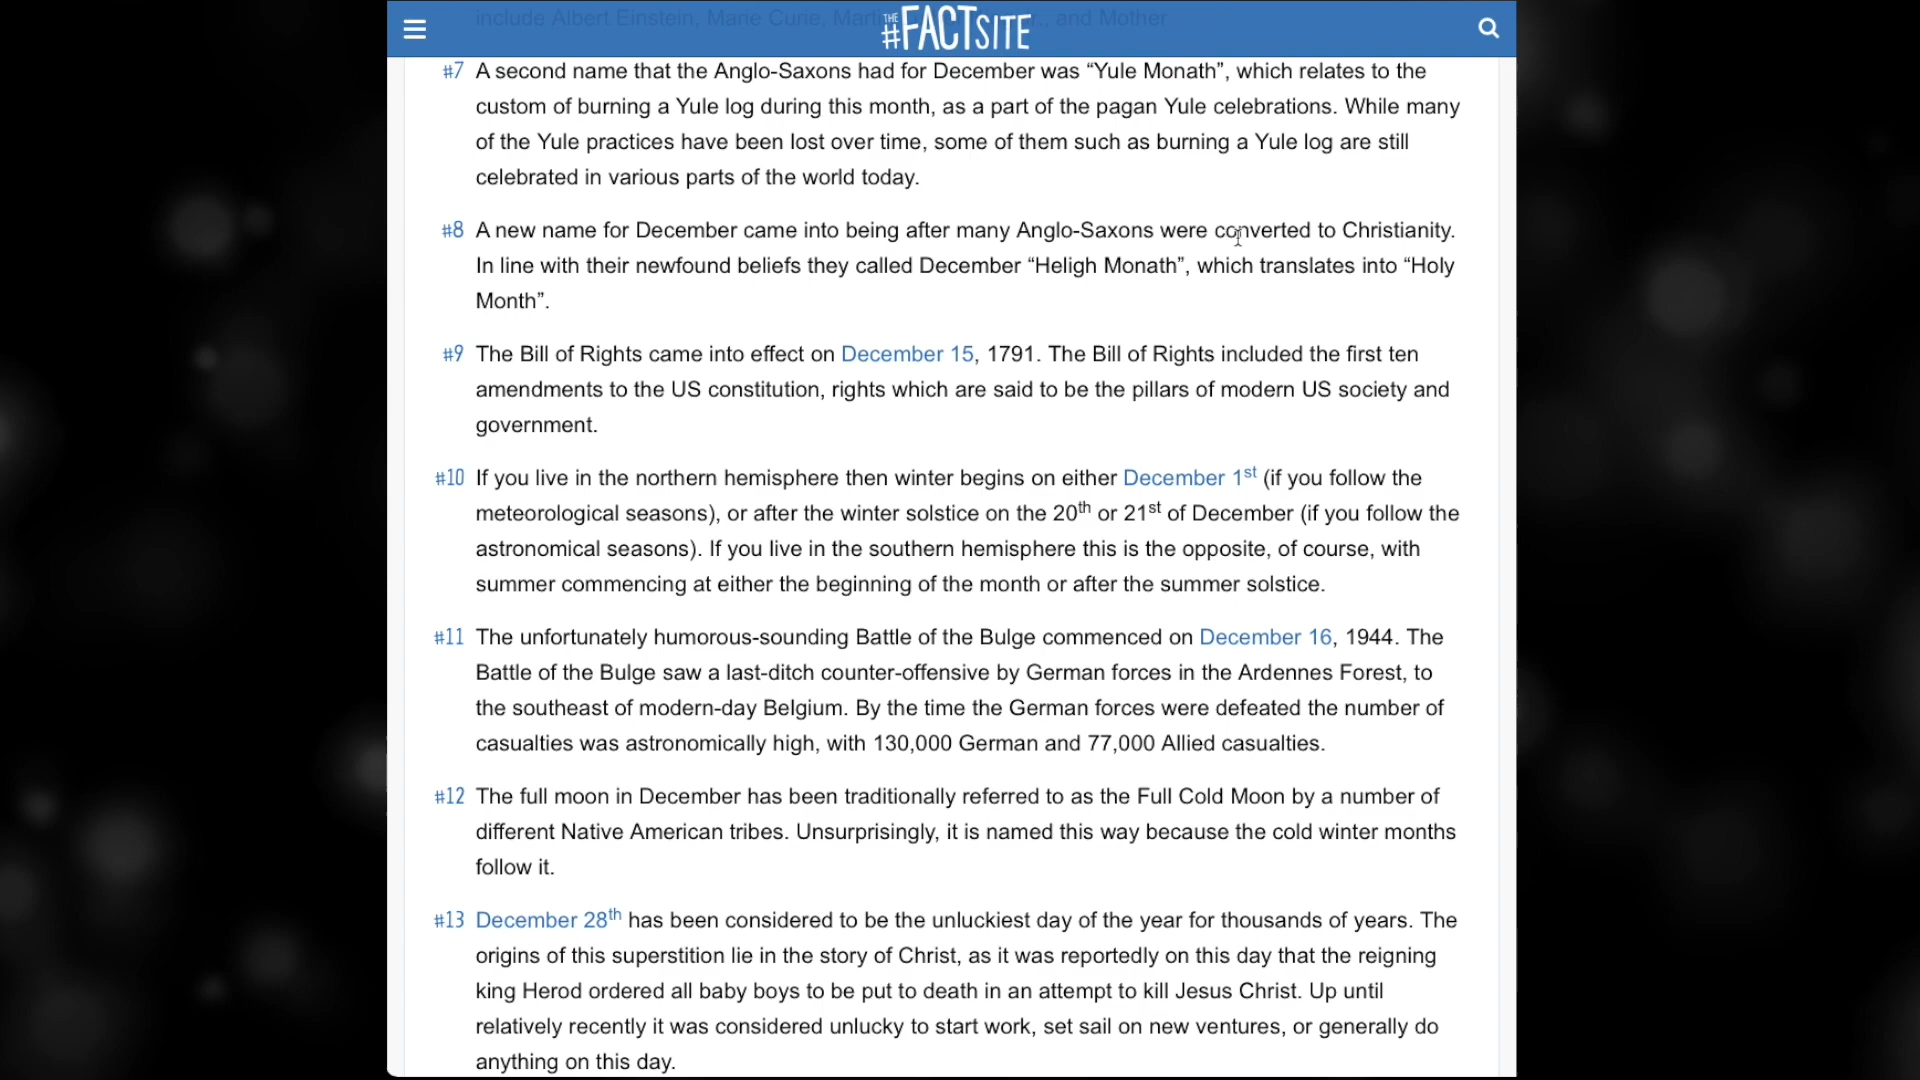 include Albert Einstein, Marie Curie, and Mother
THE
#FACTSITE
#7 A second name that the Anglo-Saxons had for December was “Yule Monath”, which relates to the
custom of burning a Yule log during this month, as a part of the pagan Yule celebrations. While many
of the Yule practices have been lost over time, some of them such as burning a Yule log are still
celebrated in various parts of the world today.
#8 A new name for December came into being after many Anglo-Saxons were converted to Christianity.
In line with their newfound beliefs they called December “Heligh Monath”, which translates into “Holy
Month”.
#9 The Bill of Rights came into effect on December 15, 1791. The Bill of Rights included the first ten
amendments to the US constitution, rights which are said to be the pillars of modern US society and
government.
#10 If you live in the northern hemisphere then winter begins on either December 1st (if you follow the
meteorological seasons), or after the winter solstice on the 20th or 21st of December (if you follow the
astronomical seasons). If you live in the southern hemisphere this is the opposite, of course, with
summer commencing at either the beginning of the month or after the summer solstice.
#11 The unfortunately humorous-sounding Battle of the Bulge commenced on December 16, 1944. The
Battle of the Bulge saw a last-ditch counter-offensive by German forces in the Ardennes Forest, to
the southeast of modern-day Belgium. By the time the German forces were defeated the number of
casualties was astronomically high, with 130,000 German and 77,000 Allied casualties.
#12 The full moon in December has been traditionally referred to as the Full Cold Moon by a number of
different Native American tribes. Unsurprisingly, it is named this way because the cold winter months
follow it.
#13 December 28th has been considered to be the unluckiest day of the year for thousands of years. The
origins of this superstition lie in the story of Christ, as it was reportedly on this day that the reigning
king Herod ordered all baby boys to be put to death in an attempt to kill Jesus Christ. Up until
relatively recently it was considered unlucky to start work, set sail on new ventures, or generally do
anything on this day.